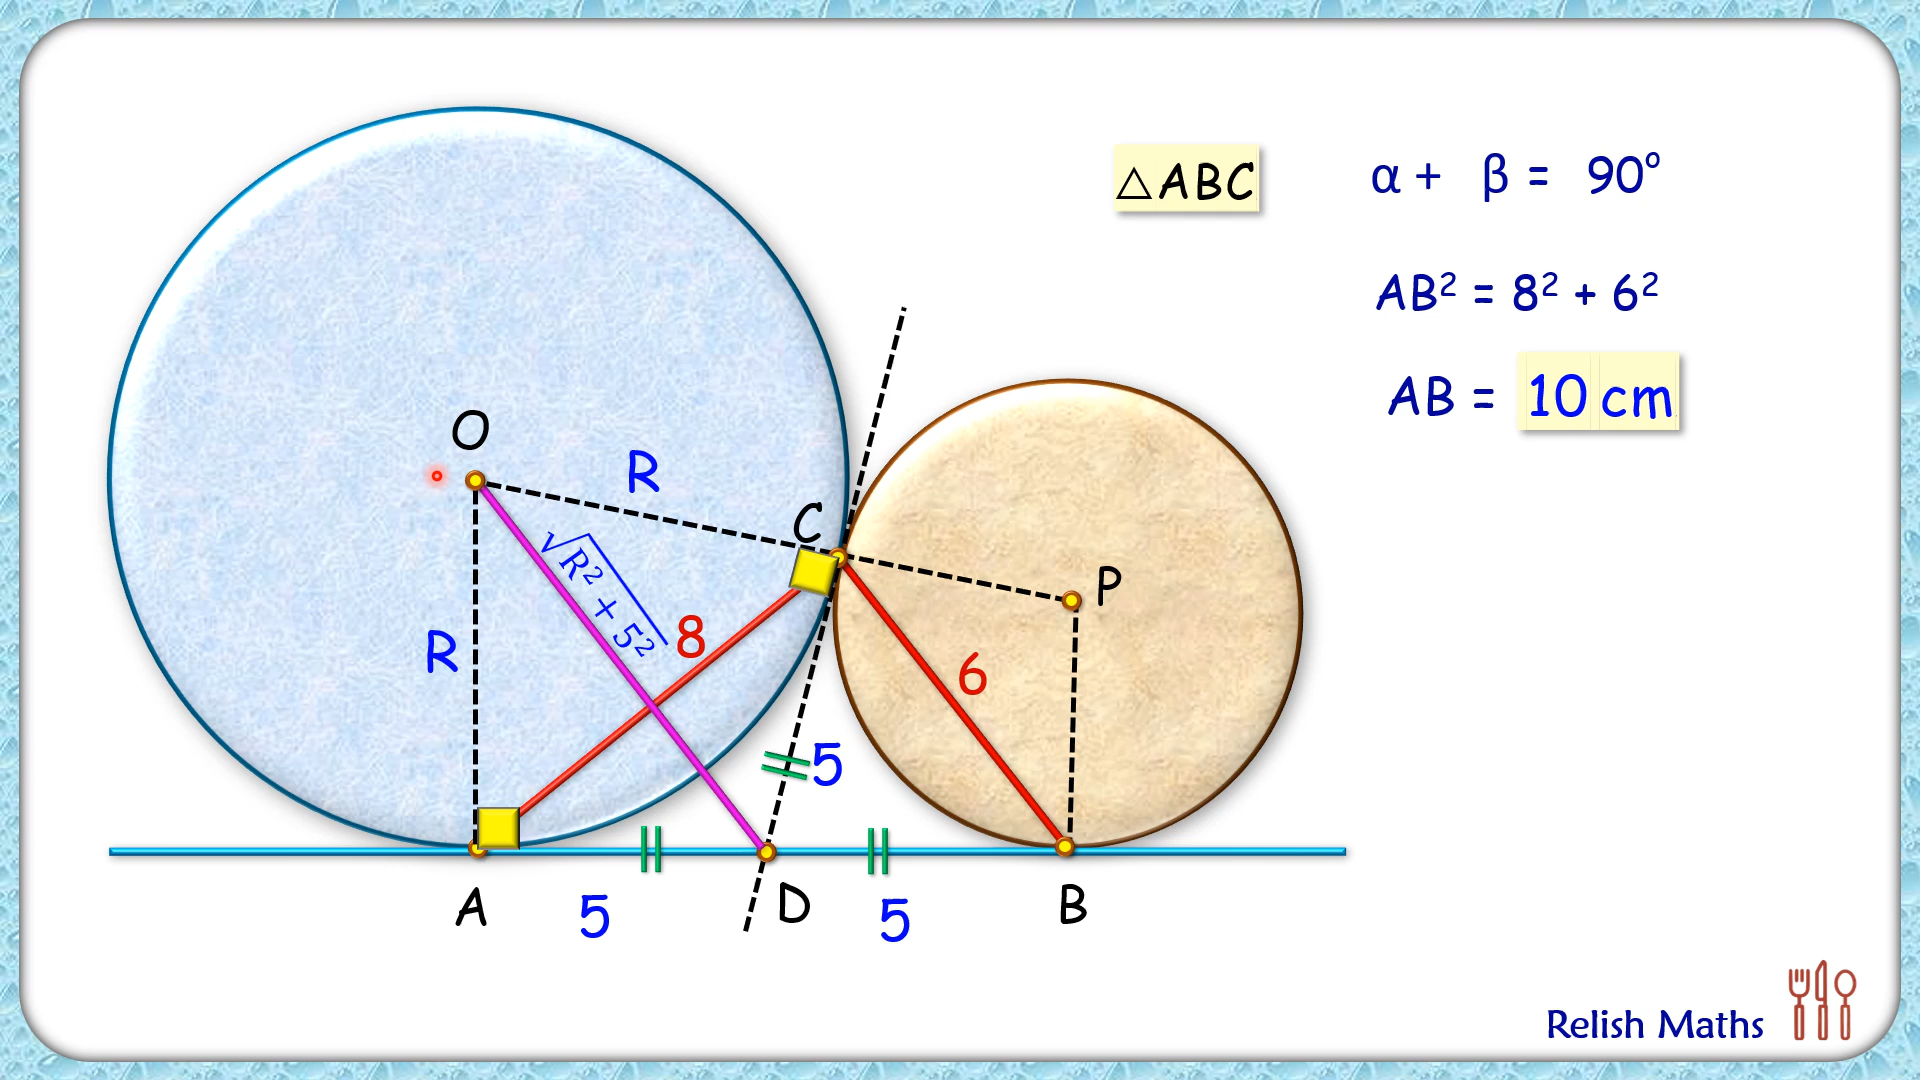 △ABC
α + β = 90°
AB² = 8² + 6²
AB = 10 cm
O
R
C
P
√R² + 5²
8
R
6
5
A
D
B
5
5
Relish Maths